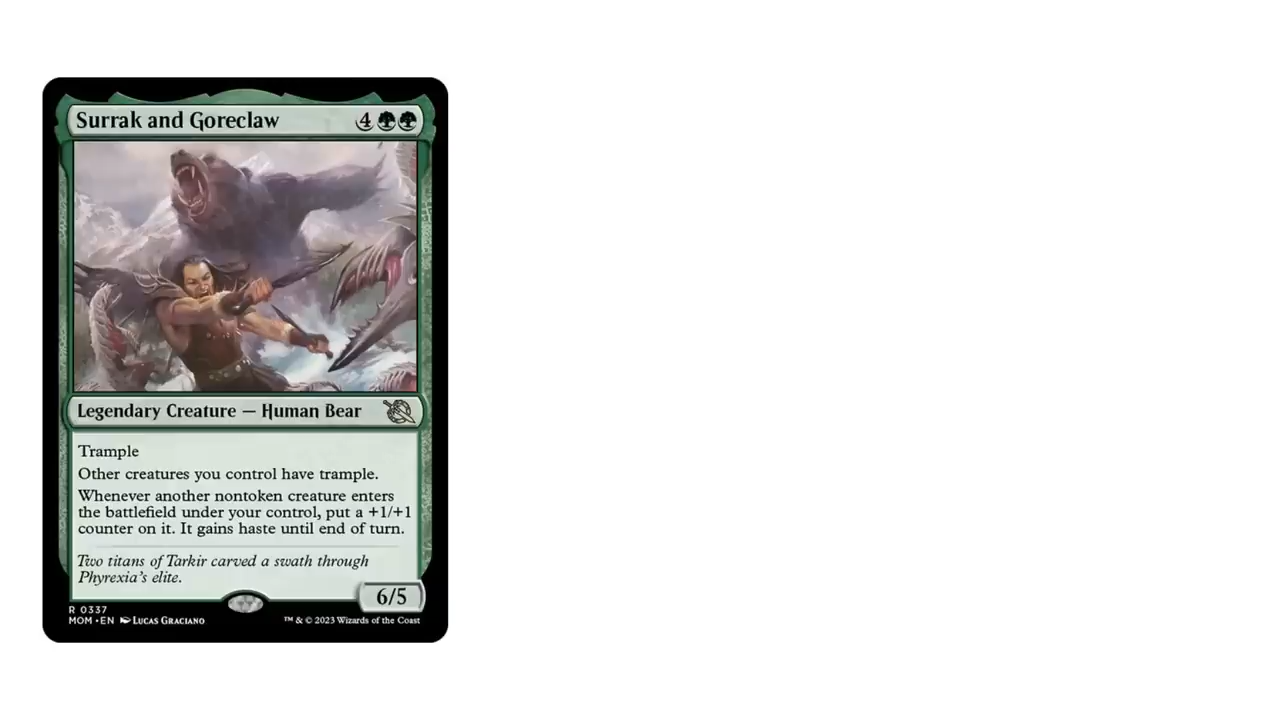 Surrak and Goreclaw 4
Legendary Creature — Human Bear
Trample
Other creatures you control have trample.
Whenever another nontoken creature enters
the battlefield under your control, put a +1/+1
counter on it. It gains haste until end of turn.
Two titans of Tarkir carved a swath through
Phyrexia's elite.
6/5
R 0337
MOM • EN Lucas Graciano
™ & © 2023 Wizards of the Coast